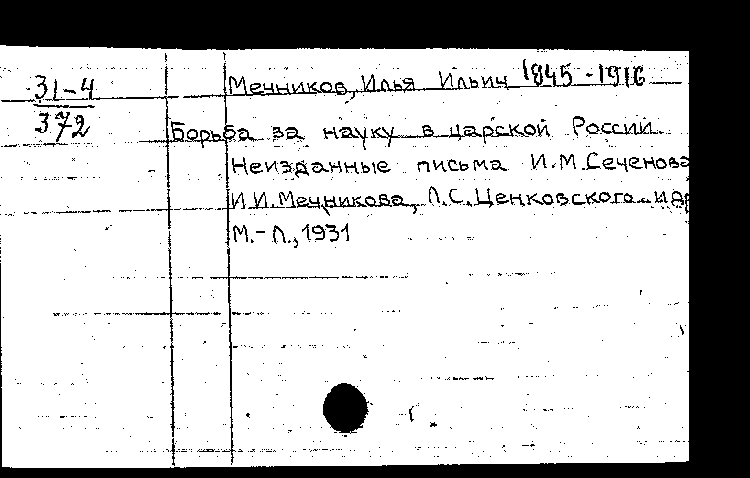 31-4
372
Мечников, Илья Ильич 1845-1916
Борьба за науку в царской России.
Неизданные письма И.М.Сеченова
И.И.Мечникова, Л.С.Ценковского и др
М.-Л., 1931